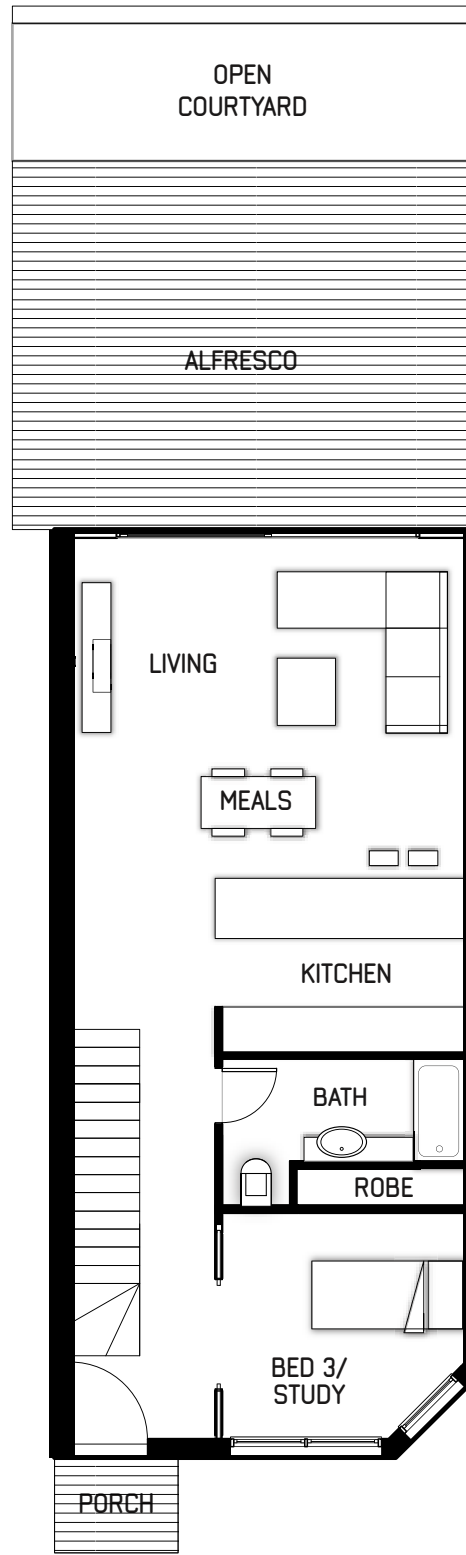 OPEN
COURTYARD
ALFRESCO
LIVING
MEALS
KITCHEN
BATH
ROBE
BED 3/
STUDY
PORCH